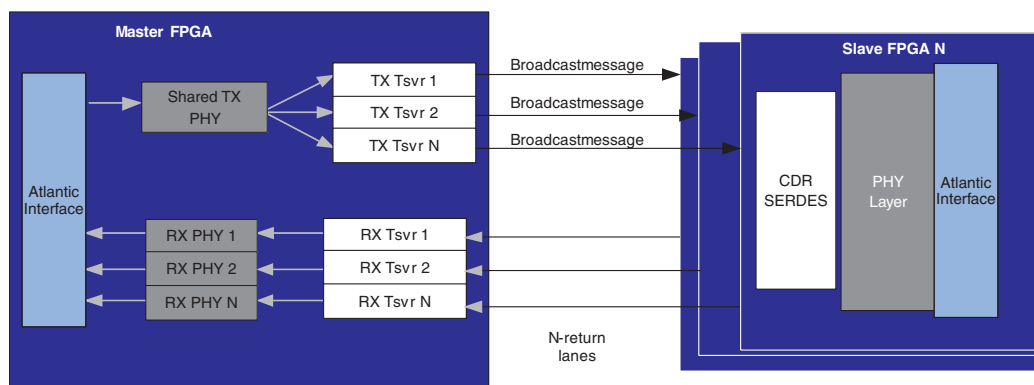 Master FPGA
Atlantic
Interface
Shared TX
PHY
TX Tsvr 1
TX Tsvr 2
TX Tsvr N
RX PHY 1
RX PHY 2
RX PHY N
RX Tsvr 1
RX Tsvr 2
RX Tsvr N
Broadcastmessage
Broadcastmessage
Broadcastmessage
N-return
lanes
Slave FPGA N
CDR
SERDES
PHY
Layer
Atlantic
Interface